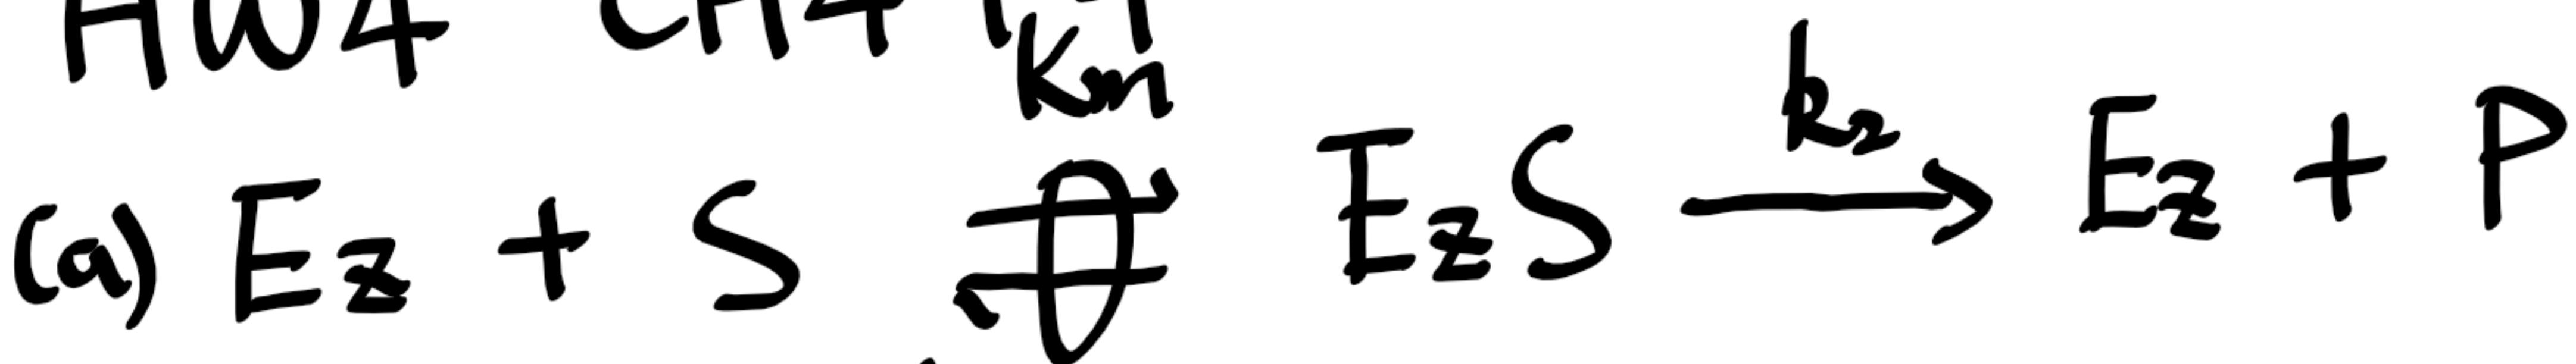 HW4 CH4
Km k2
(a) Ez + S ⇌ EzS → Ez + P